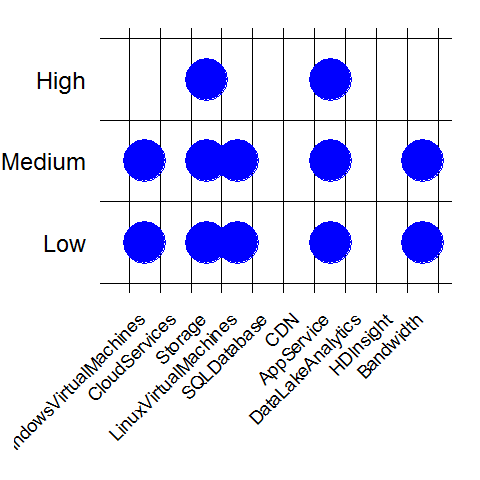 High
Medium
Low
ndowsVirtualMachines
CloudServices
Storage
LinuxVirtualMachines
SQLDatabase
CDN
AppService
DataLakeAnalytics
HDInsight
Bandwidth